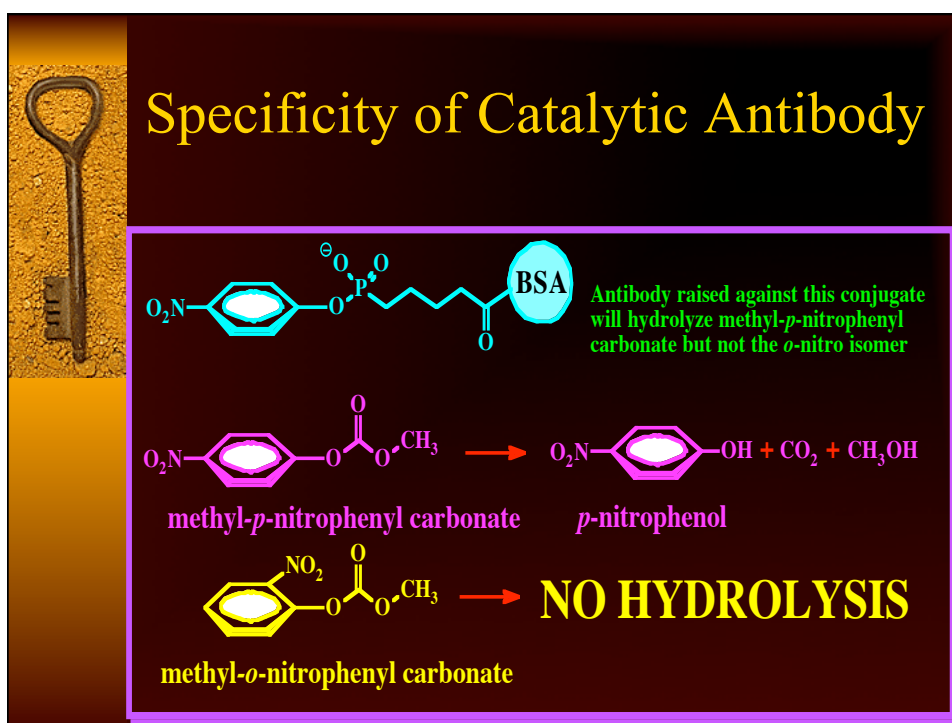 Specificity of Catalytic Antibody
⊖
O O
O₂N O P BSA
O
Antibody raised against this conjugate
will hydrolyze methyl-p-nitrophenyl
carbonate but not the o-nitro isomer
O
O₂N O O CH₃ OH + CO₂ + CH₃OH
O₂N
methyl-p-nitrophenyl carbonate p-nitrophenol
NO₂ O
O O CH₃ NO HYDROLYSIS
methyl-o-nitrophenyl carbonate